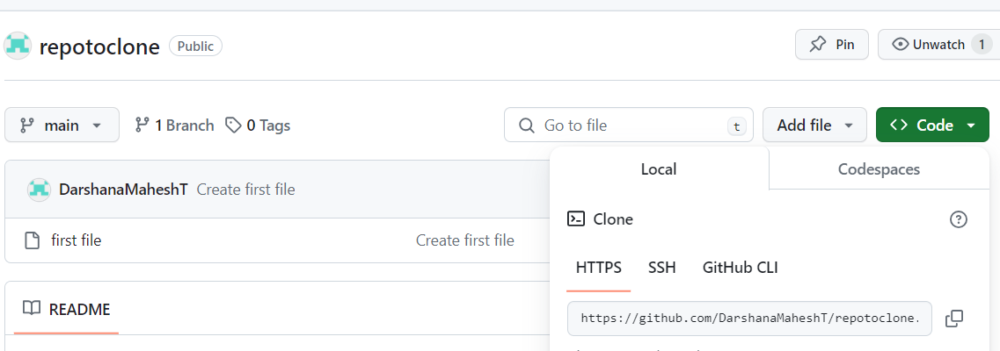 repotoclone Public Pin Unwatch 1
main 1 Branch 0 Tags Go to file t Add file Code
Local Codespaces
DarshanaMaheshT Create first file
Clone
first file Create first file
HTTPS SSH GitHub CLI
README
https://github.com/DarshanaMaheshT/repotoclone.